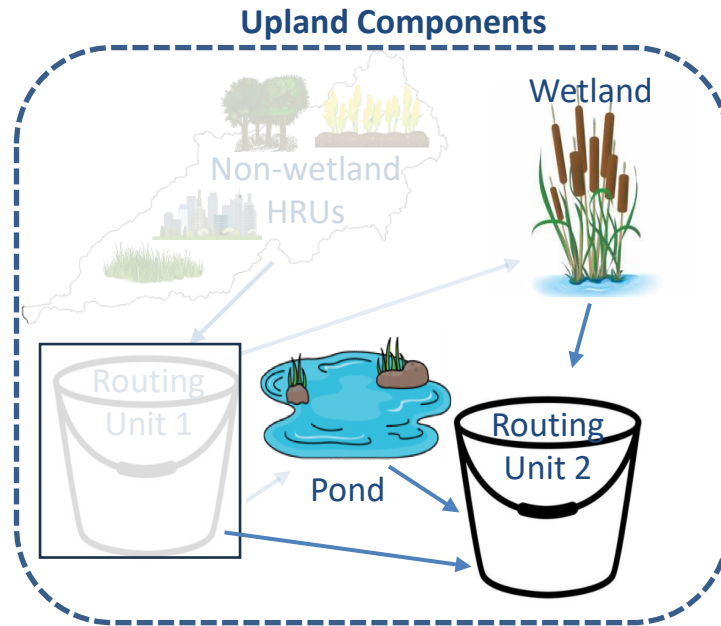 Upland Components
Wetland
Non-wetland
HRUs
Routing
Unit 1
Pond
Routing
Unit 2